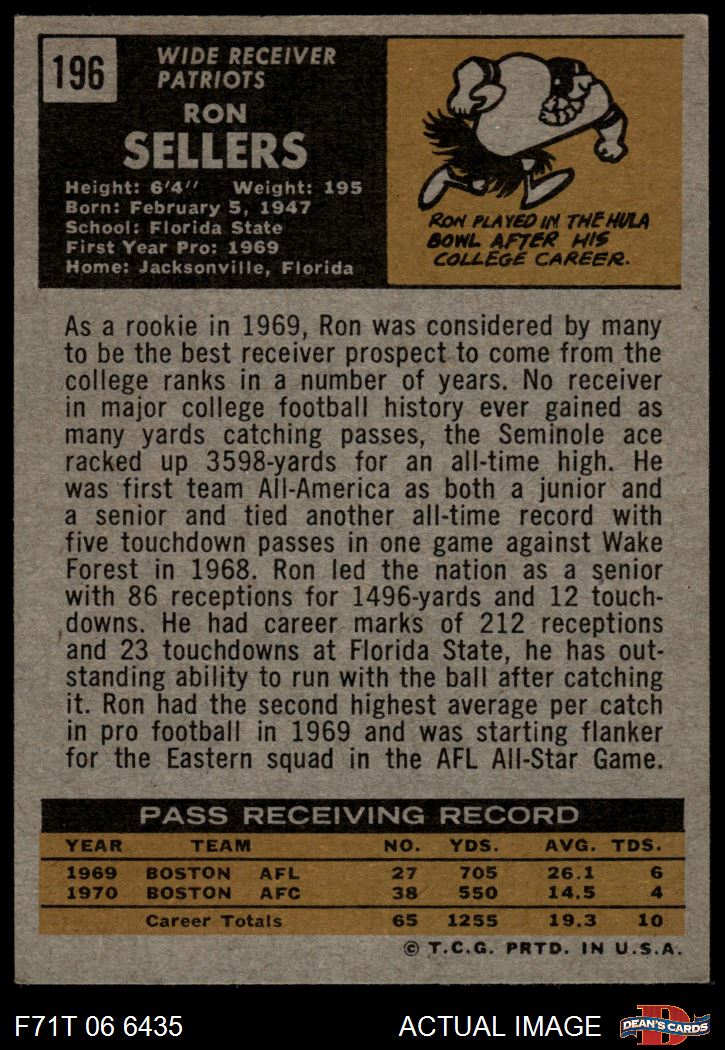 196
WIDE RECEIVER
PATRIOTS
RON
SELLERS
Height: 6'4" Weight: 195
Born: February 5, 1947
School: Florida State
First Year Pro: 1969
Home: Jacksonville, Florida
RON PLAYED IN THE HULA
BOWL AFTER HIS
COLLEGE CAREER.
As a rookie in 1969, Ron was considered by many
to be the best receiver prospect to come from the
college ranks in a number of years. No receiver
in major college football history ever gained as
many yards catching passes, the Seminole ace
racked up 3598-yards for an all-time high. He
was first team All-America as both a junior and
a senior and tied another all-time record with
five touchdown passes in one game against Wake
Forest in 1968. Ron led the nation as a senior
with 86 receptions for 1496-yards and 12 touch-
downs. He had career marks of 212 receptions
and 23 touchdowns at Florida State, he has out-
standing ability to run with the ball after catching
it. Ron had the second highest average per catch
in pro football in 1969 and was starting flanker
for the Eastern squad in the AFL All-Star Game.
PASS RECEIVING RECORD
YEAR TEAM NO. YDS. AVG. TDS.
1969 BOSTON AFL 27 705 26.1 6
1970 BOSTON AFC 38 550 14.5 4
Career Totals 65 1255 19.3 10
© T.C.G. PRTD. IN U.S.A.
F71T 06 6435 ACTUAL IMAGE
D
DEAN'S CARDS